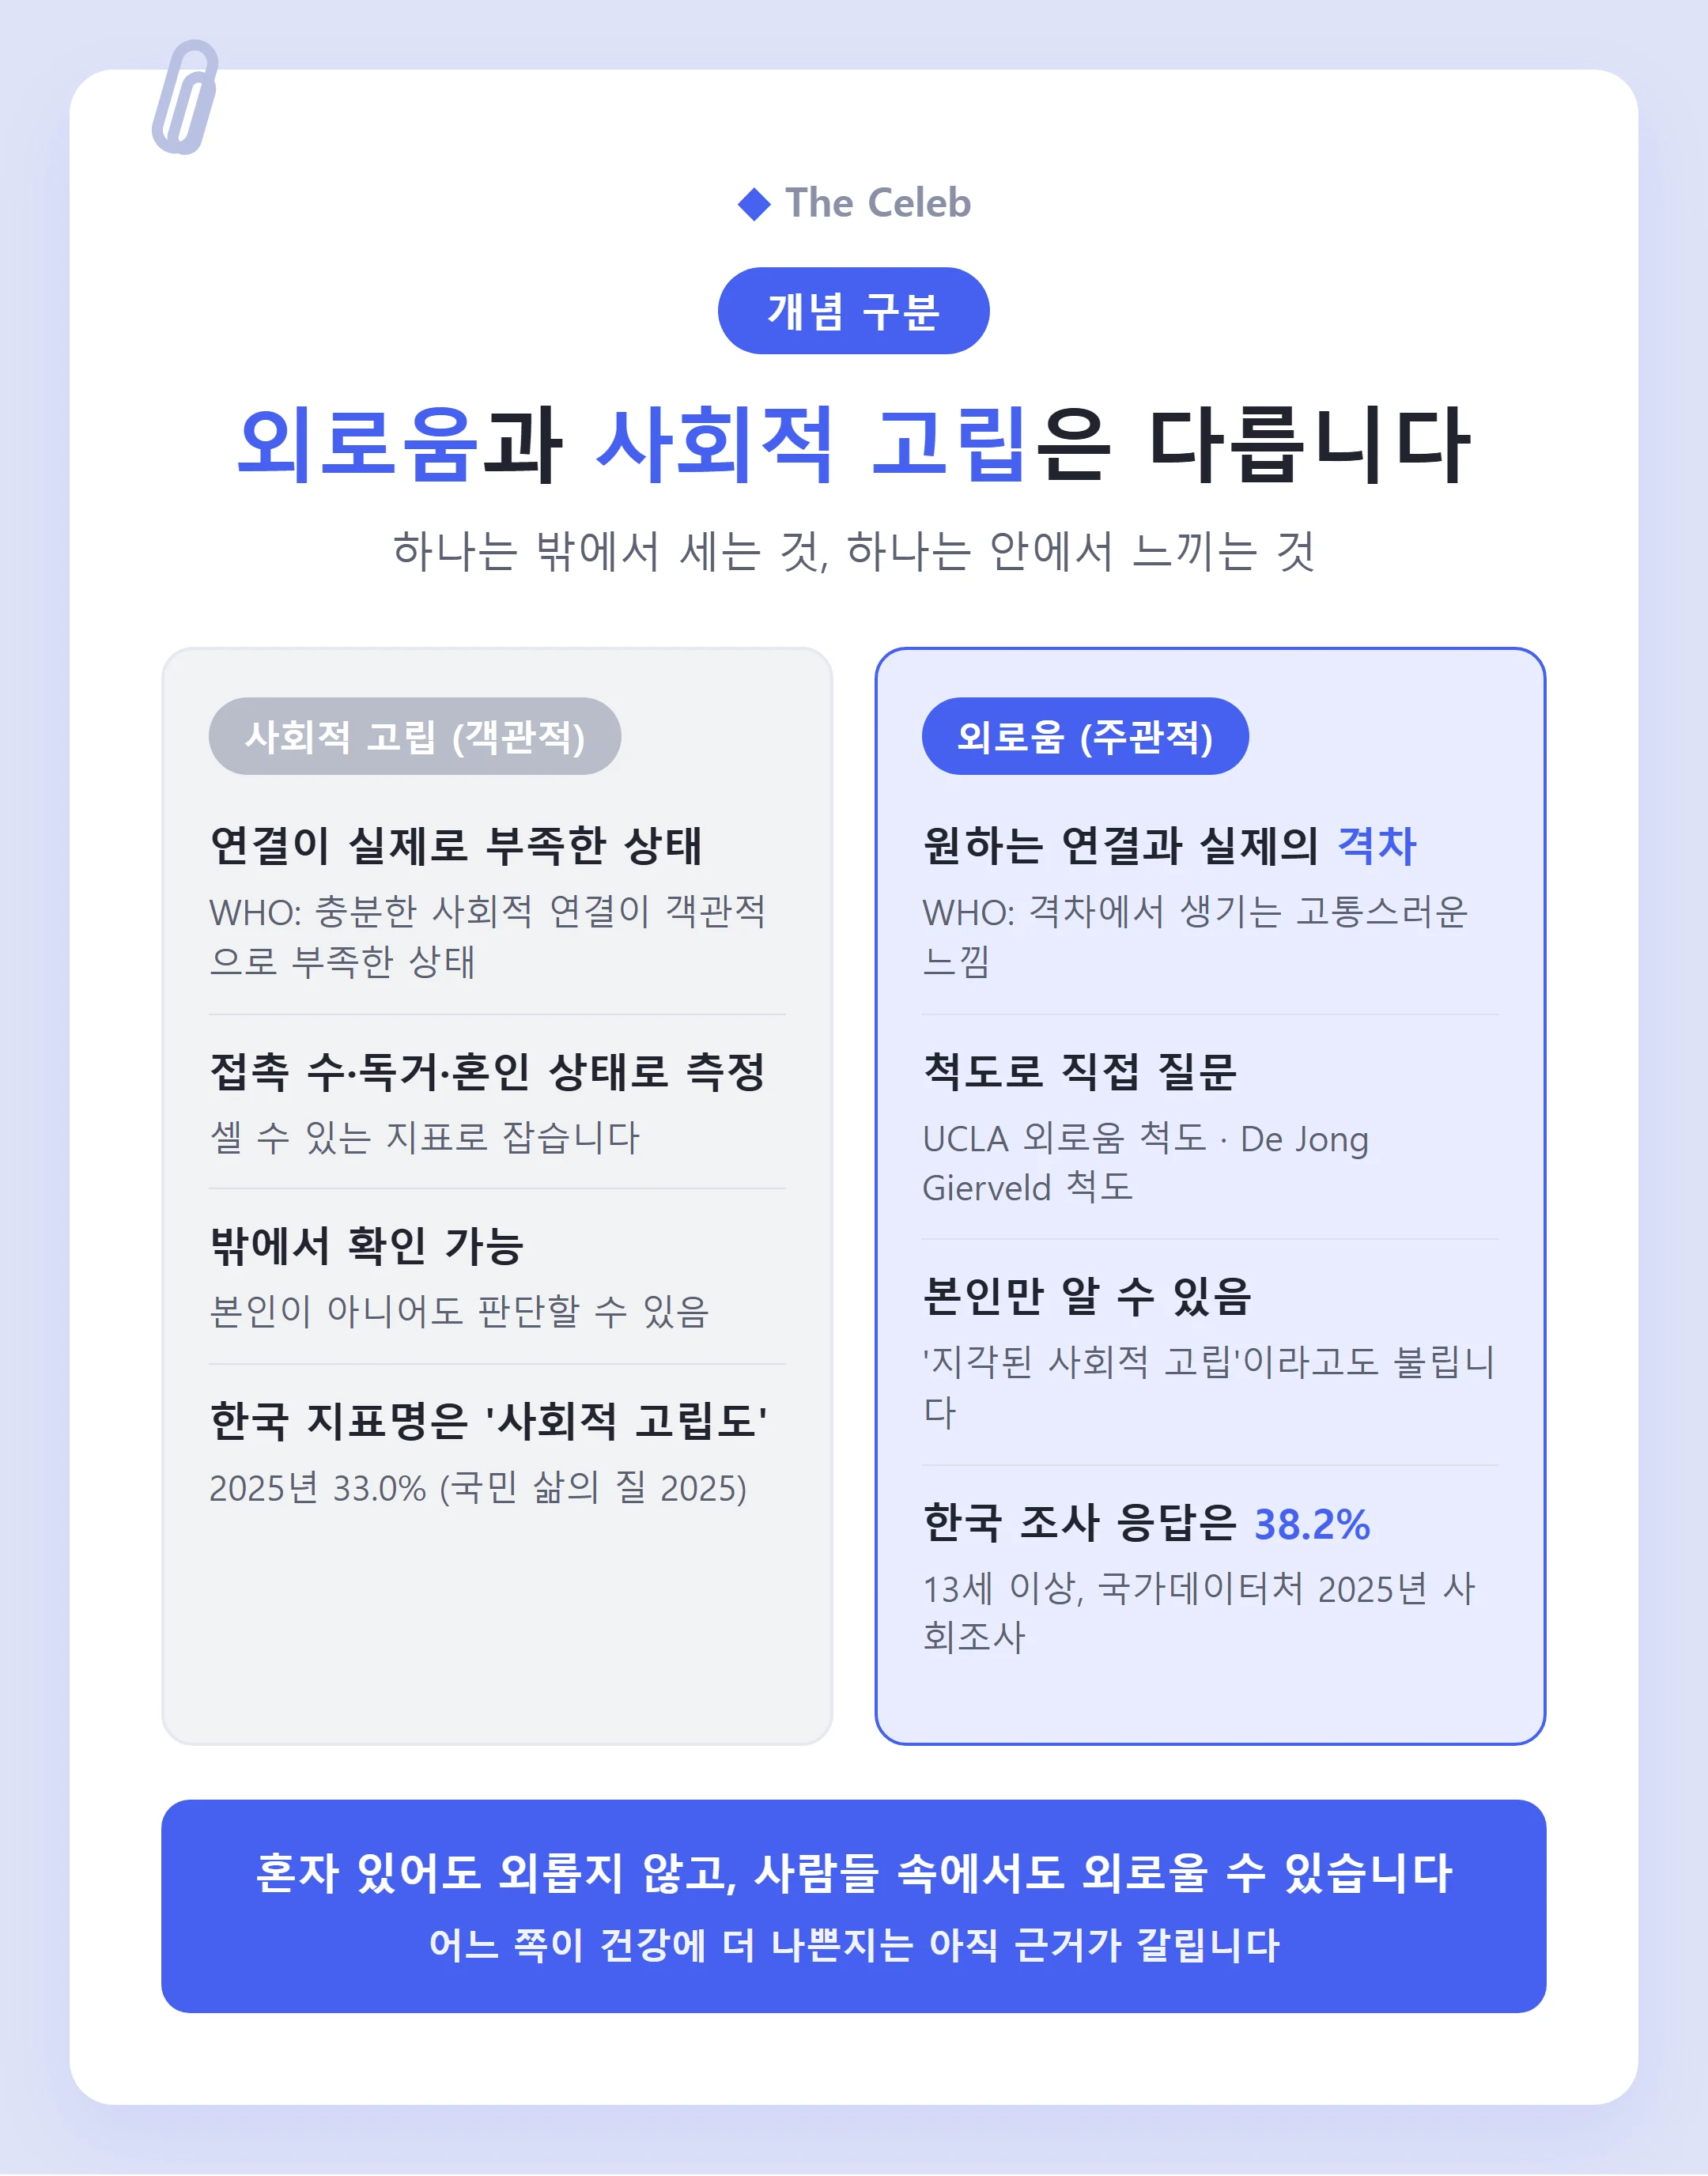 The Celeb
개념 구분
외로움과 사회적 고립은 다릅니다
하나는 밖에서 세는 것, 하나는 안에서 느끼는 것
사회적 고립 (객관적)
연결이 실제로 부족한 상태
WHO: 충분한 사회적 연결이 객관적
으로 부족한 상태
접촉 수·독거·혼인 상태로 측정
셀 수 있는 지표로 잡습니다
밖에서 확인 가능
본인이 아니어도 판단할 수 있음
한국 지표명은 '사회적 고립도'
2025년 33.0% (국민 삶의 질 2025)
외로움 (주관적)
원하는 연결과 실제의 격차
WHO: 격차에서 생기는 고통스러운
느낌
척도로 직접 질문
UCLA 외로움 척도 · De Jong
Gierveld 척도
본인만 알 수 있음
'지각된 사회적 고립'이라고도 불립니
다
한국 조사 응답은 38.2%
13세 이상, 국가데이터처 2025년 사
회조사
혼자 있어도 외롭지 않고, 사람들 속에서도 외로울 수 있습니다
어느 쪽이 건강에 더 나쁜지는 아직 근거가 갈립니다